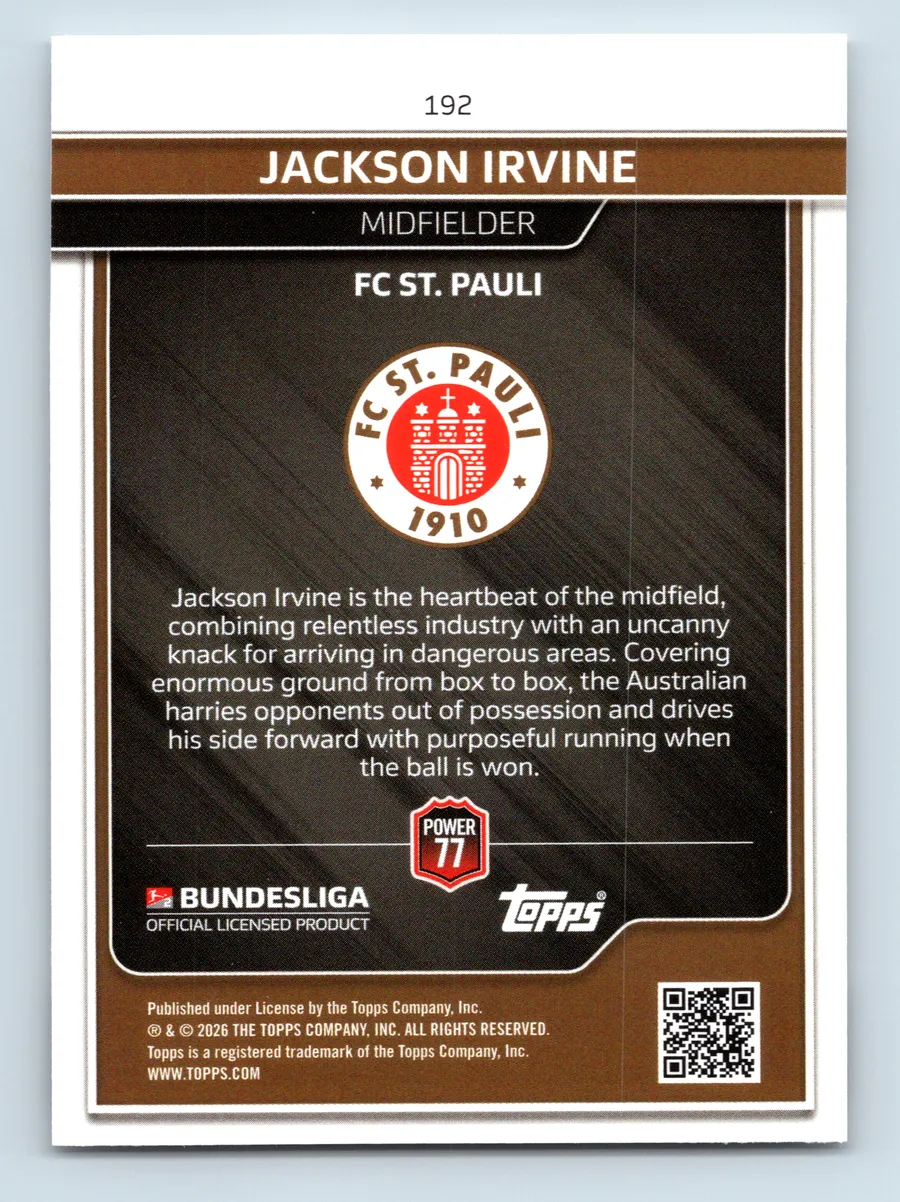 192
JACKSON IRVINE
MIDFIELDER
FC ST. PAULI
FC ST. PAULI
1910
Jackson Irvine is the heartbeat of the midfield,
combining relentless industry with an uncanny
knack for arriving in dangerous areas. Covering
enormous ground from box to box, the Australian
harries opponents out of possession and drives
his side forward with purposeful running when
the ball is won.
POWER
77
2 BUNDESLIGA
OFFICIAL LICENSED PRODUCT
Topps®
Published under License by the Topps Company, Inc.
® & © 2026 THE TOPPS COMPANY, INC. ALL RIGHTS RESERVED.
Topps is a registered trademark of the Topps Company, Inc.
WWW.TOPPS.COM